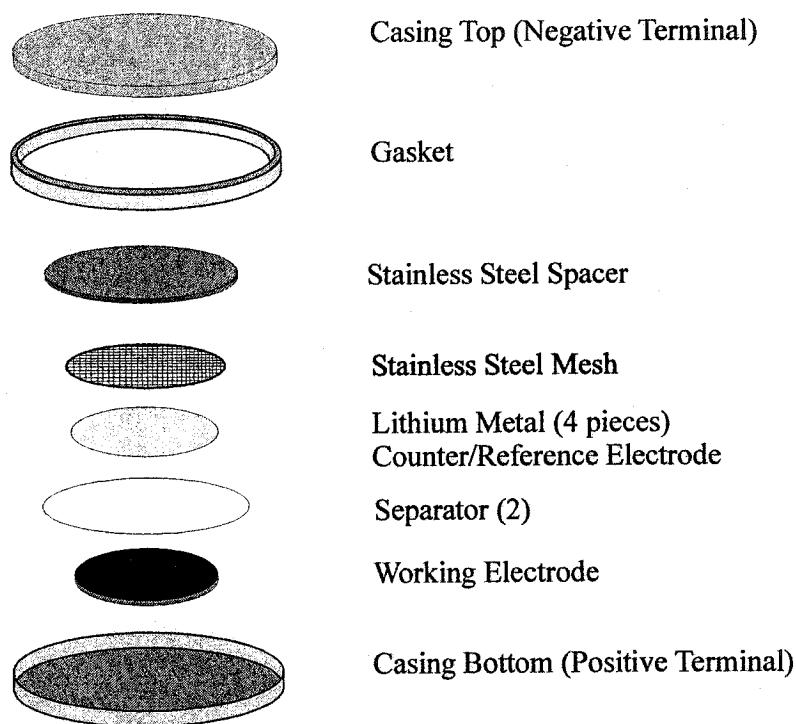 Casing Top (Negative Terminal)
Gasket
Stainless Steel Spacer
Stainless Steel Mesh
Lithium Metal (4 pieces)
Counter/Reference Electrode
Separator (2)
Working Electrode
Casing Bottom (Positive Terminal)